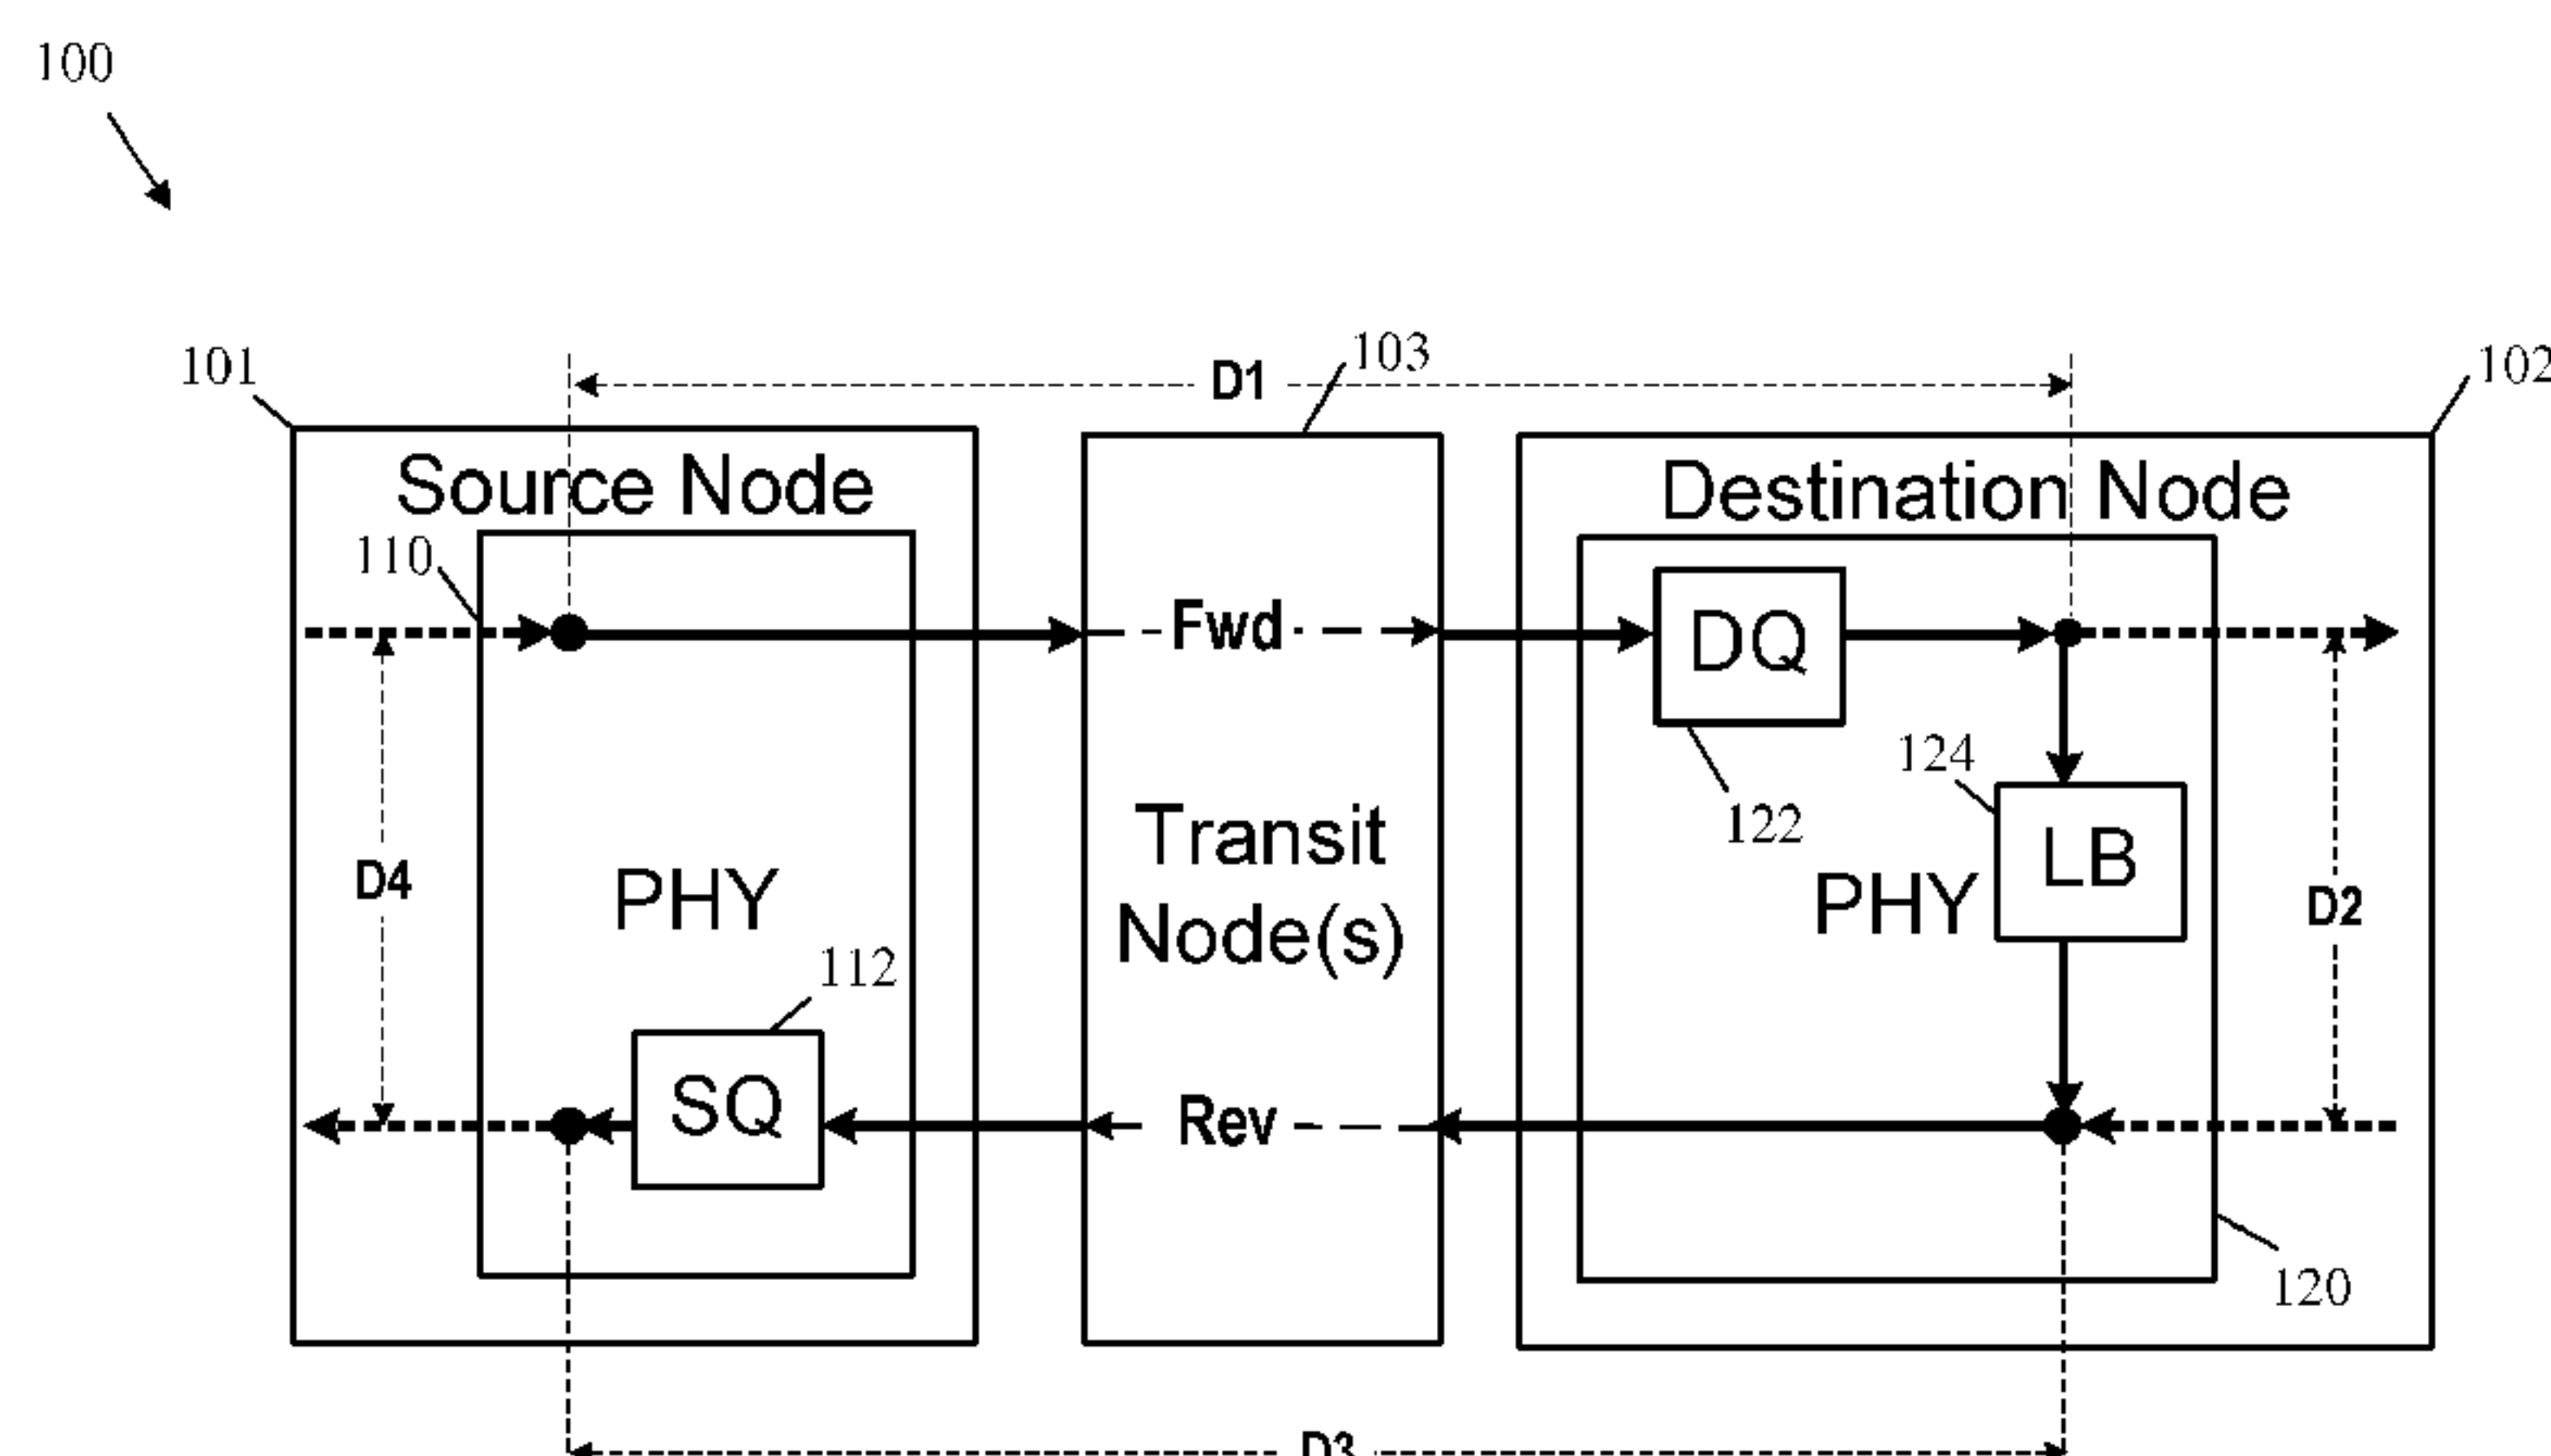 100
101
D1
103
102
Source Node
Destination Node
110
Fwd
DQ
124
122
LB
Transit
Node(s)
D4
PHY
PHY
D2
112
SQ
Rev
120
D3